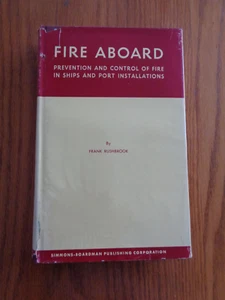 FIRE ABOARD
PREVENTION AND CONTROL OF FIRE
IN SHIPS AND PORT INSTALLATIONS
By
FRANK RUSHBROOK
SIMMONS-BOARDMAN PUBLISHING CORPORATION